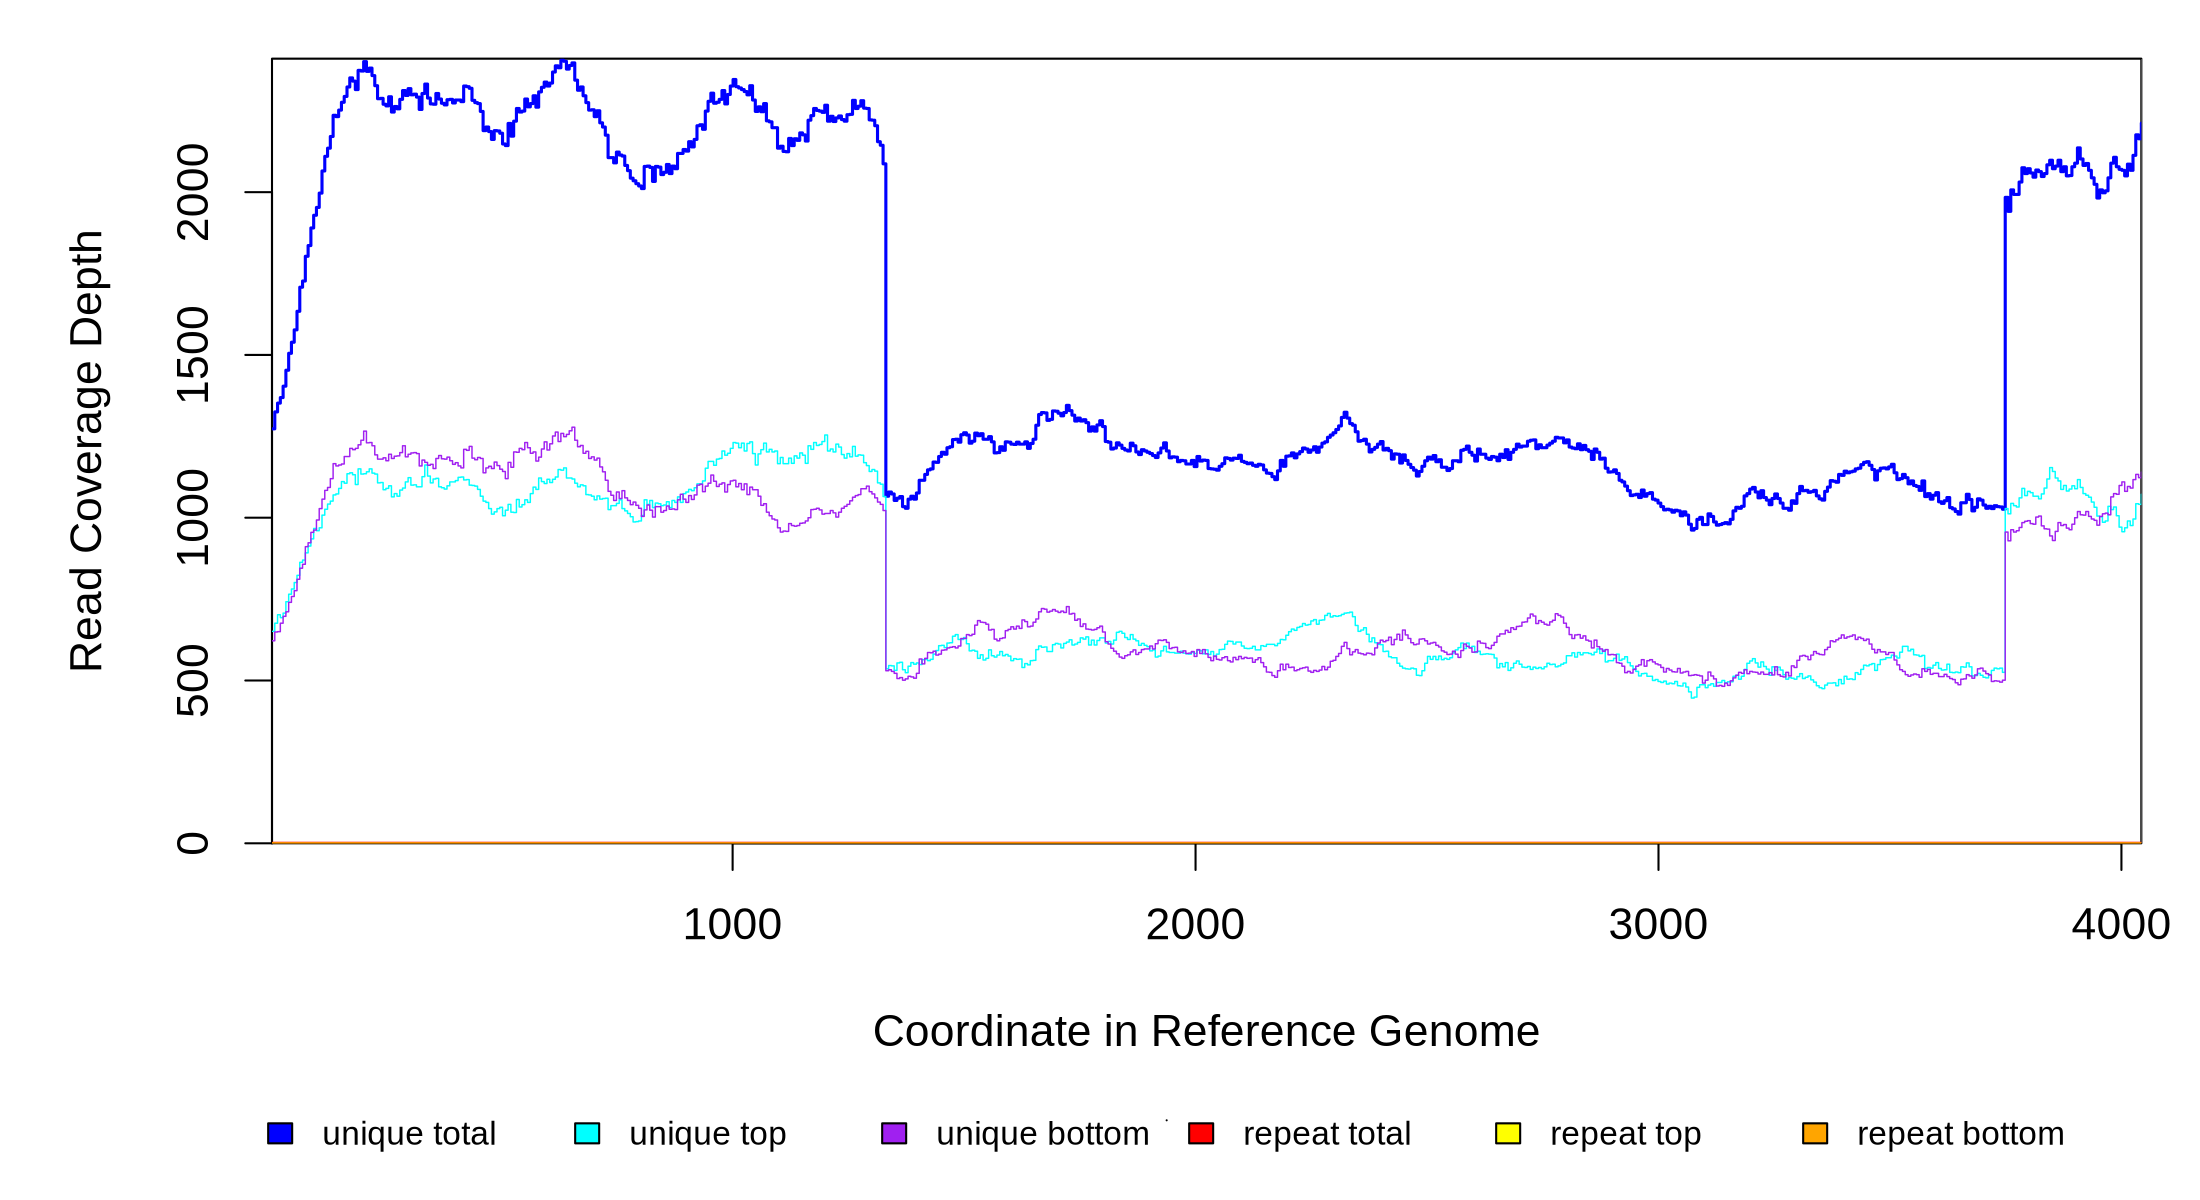 Read Coverage Depth
2000
1500
1000
500
0
1000 2000 3000 4000
Coordinate in Reference Genome
unique total unique top unique bottom repeat total repeat top repeat bottom